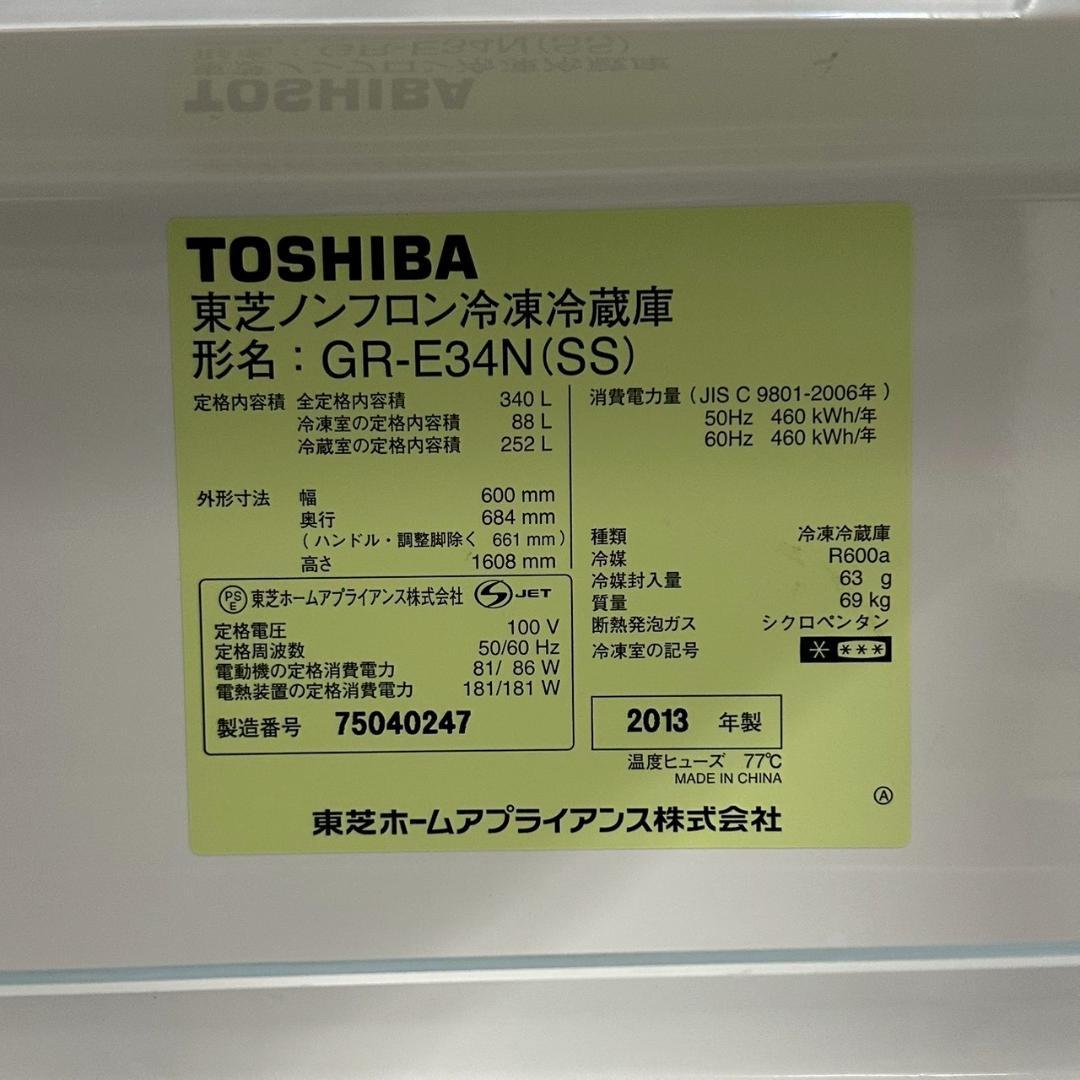 TOSHIBA
東芝ノンフロン冷凍冷蔵庫
形名：GR-E34N(SS)
定格内容積 全定格内容積 340 L
冷凍室の定格内容積 88 L
冷蔵室の定格内容積 252 L
外形寸法 幅 600 mm
奥行 684 mm
(ハンドル・調整脚除く 661 mm)
高さ 1608 mm
消費電力量 (JIS C 9801-2006年)
50Hz 460 kWh/年
60Hz 460 kWh/年
種類 冷凍冷蔵庫
冷媒 R600a
冷媒封入量 63 g
質量 69 kg
断熱発泡ガス シクロペンタン
冷凍室の記号 * ***
PS E 東芝ホームアプライアンス株式会社 S JET
定格電圧 100 V
定格周波数 50/60 Hz
電動機の定格消費電力 81/ 86 W
電熱装置の定格消費電力 181/181 W
製造番号 75040247
2013 年製
温度ヒューズ 77℃
MADE IN CHINA
Ⓐ
東芝ホームアプライアンス株式会社